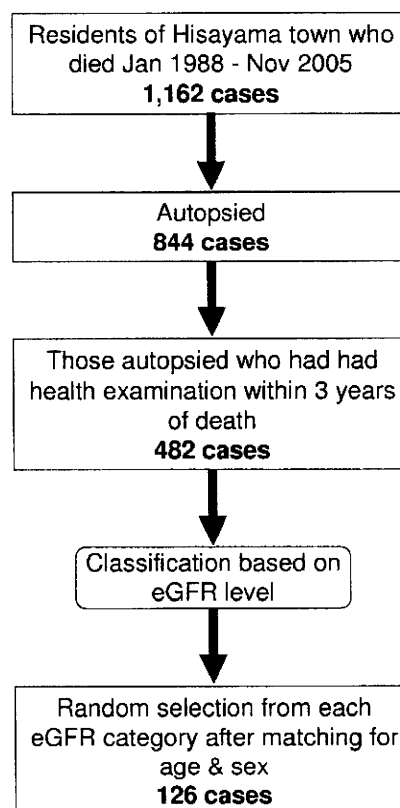 Residents of Hisayama town who
died Jan 1988 - Nov 2005
1,162 cases
Autopsied
844 cases
Those autopsied who had had
health examination within 3 years
of death
482 cases
Classification based on
eGFR level
Random selection from each
eGFR category after matching for
age & sex
126 cases